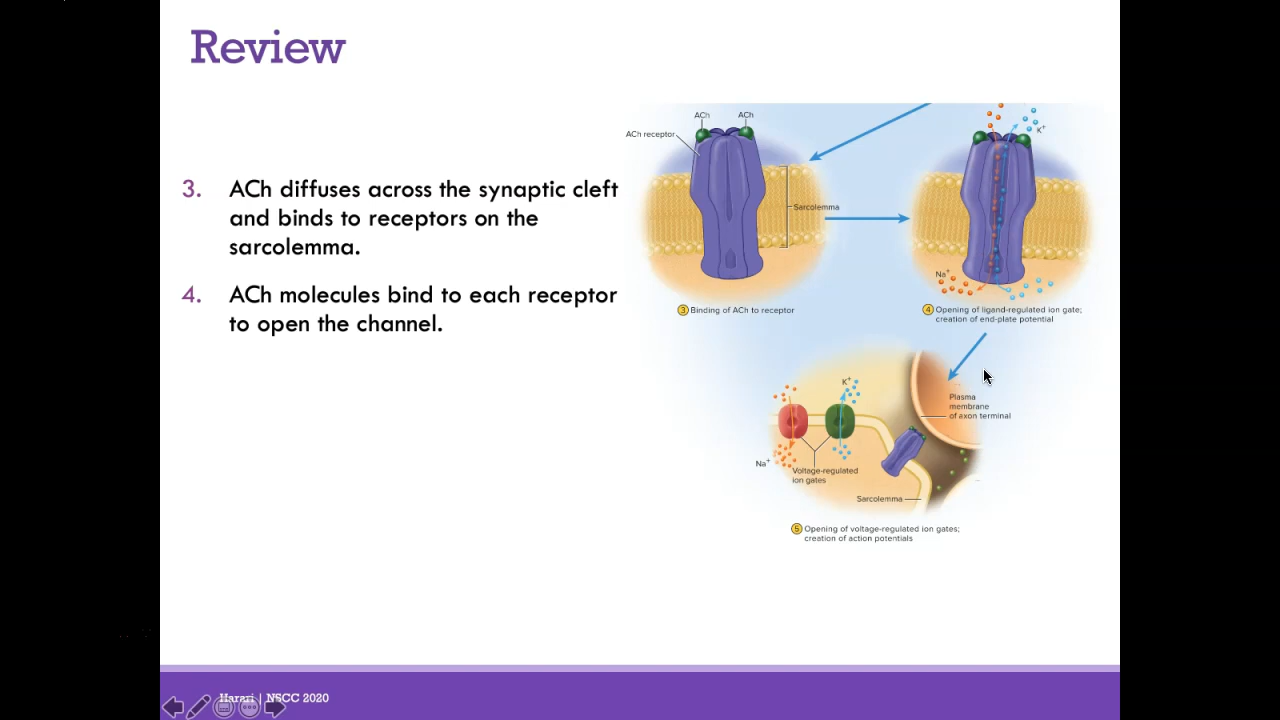 Review
3. ACh diffuses across the synaptic cleft
and binds to receptors on the
sarcolemma.
4. ACh molecules bind to each receptor
to open the channel.
ACh
ACh
ACh receptor
Sarcolemma
3 Binding of ACh to receptor
K+
Na+
4 Opening of ligand-regulated ion gate;
creation of end-plate potential
K+
Plasma
membrane
of axon terminal
Na+
Voltage-regulated
ion gates
Sarcolemma
5 Opening of voltage-regulated ion gates;
creation of action potentials
Harari | NSCC 2020